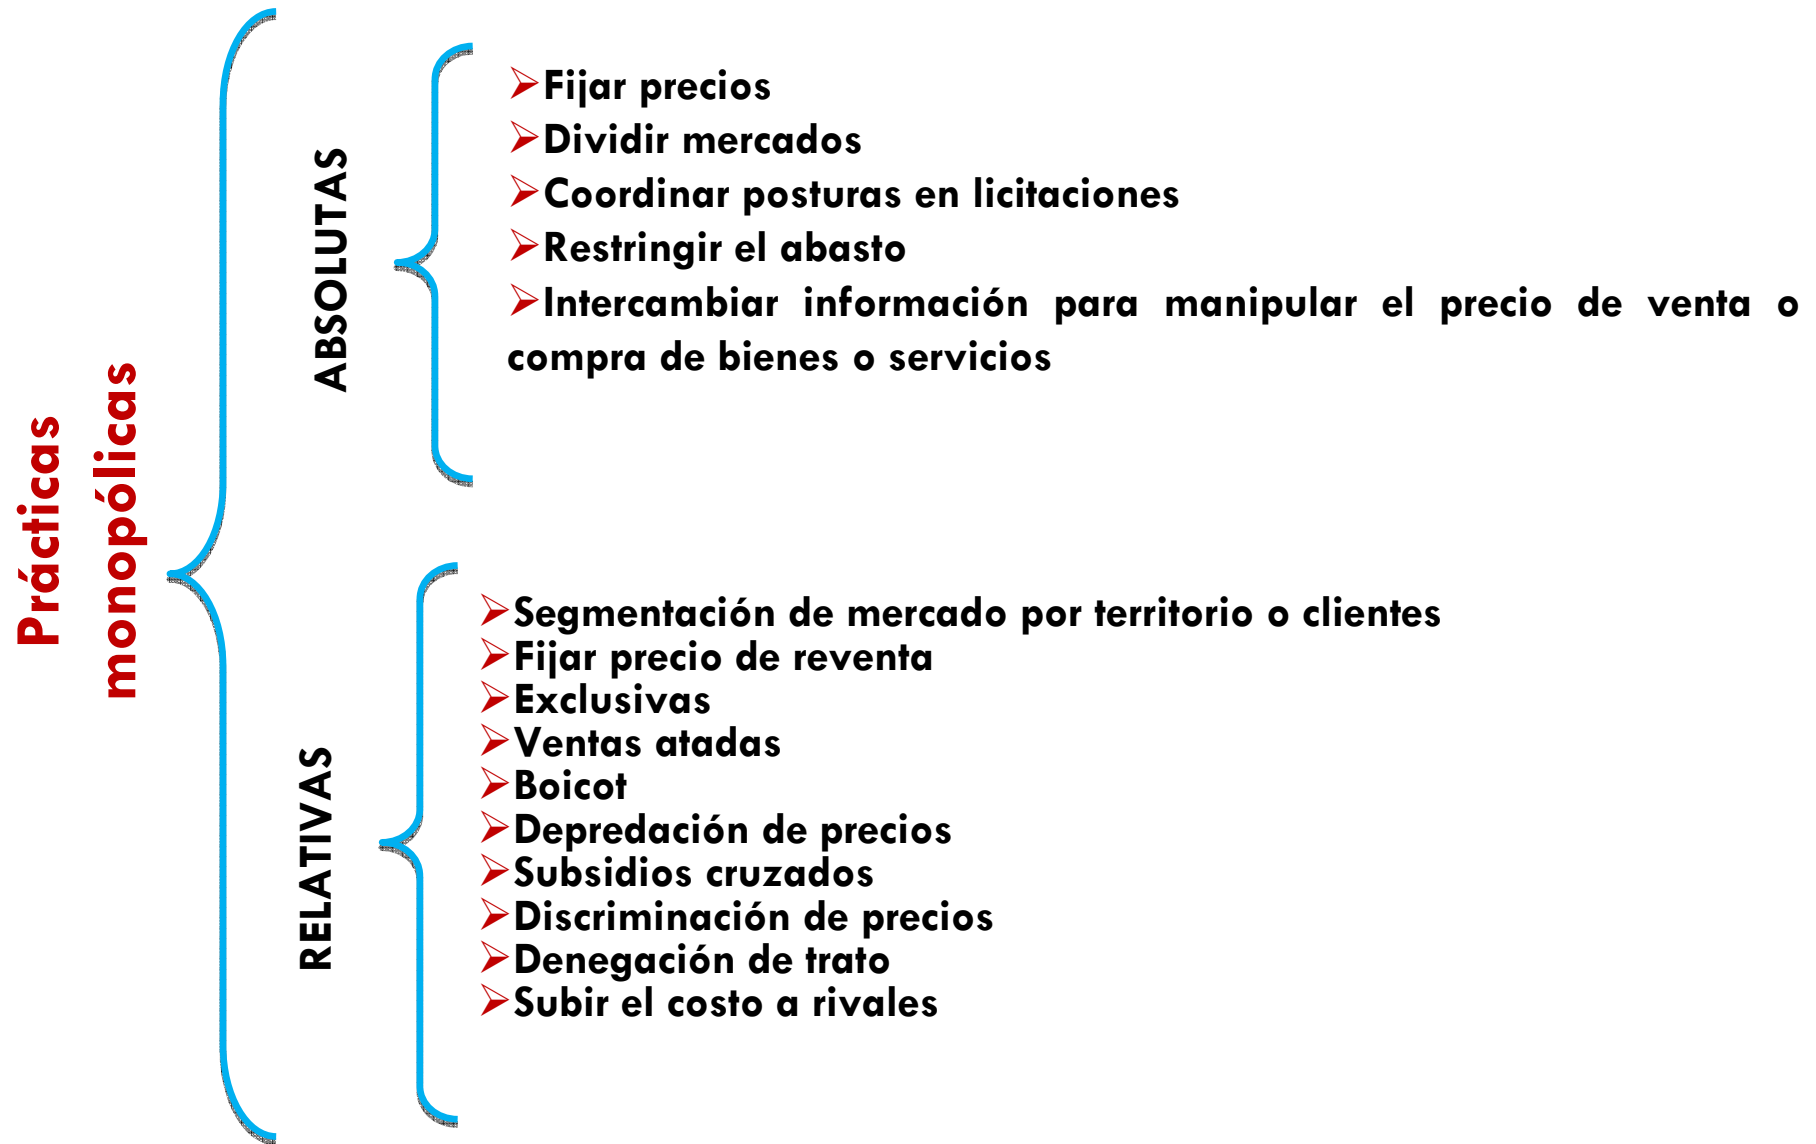 Prácticas
monopólicas
ABSOLUTAS
➢Fijar precios
➢Dividir mercados
➢Coordinar posturas en licitaciones
➢Restringir el abasto
➢Intercambiar información para manipular el precio de venta o
compra de bienes o servicios
RELATIVAS
➢Segmentación de mercado por territorio o clientes
➢Fijar precio de reventa
➢Exclusivas
➢Ventas atadas
➢Boicot
➢Depredación de precios
➢Subsidios cruzados
➢Discriminación de precios
➢Denegación de trato
➢Subir el costo a rivales